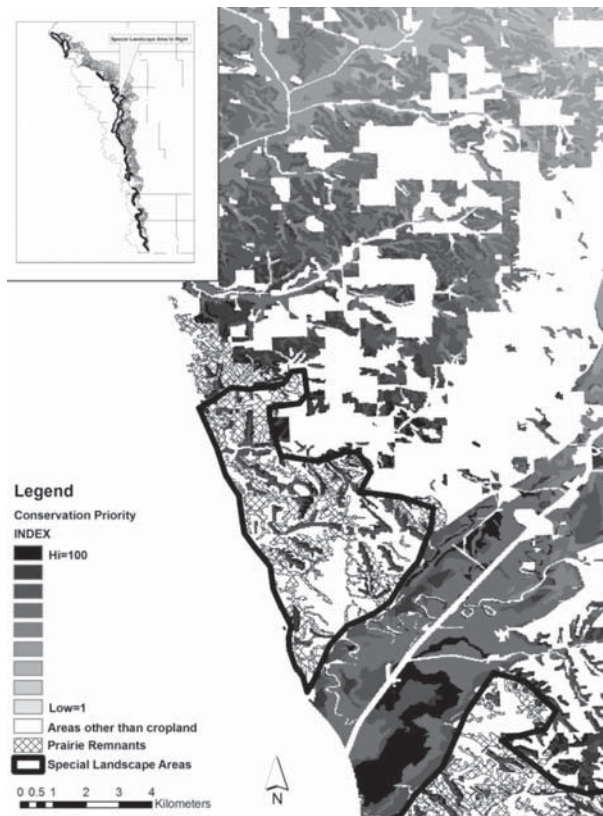 Special Landscape Area to Right
Legend
Conservation Priority
INDEX
Hi=100
Low=1
Areas other than cropland
Prairie Remnants
Special Landscape Areas
0 0.5 1 2 3 4
Kilometers
N